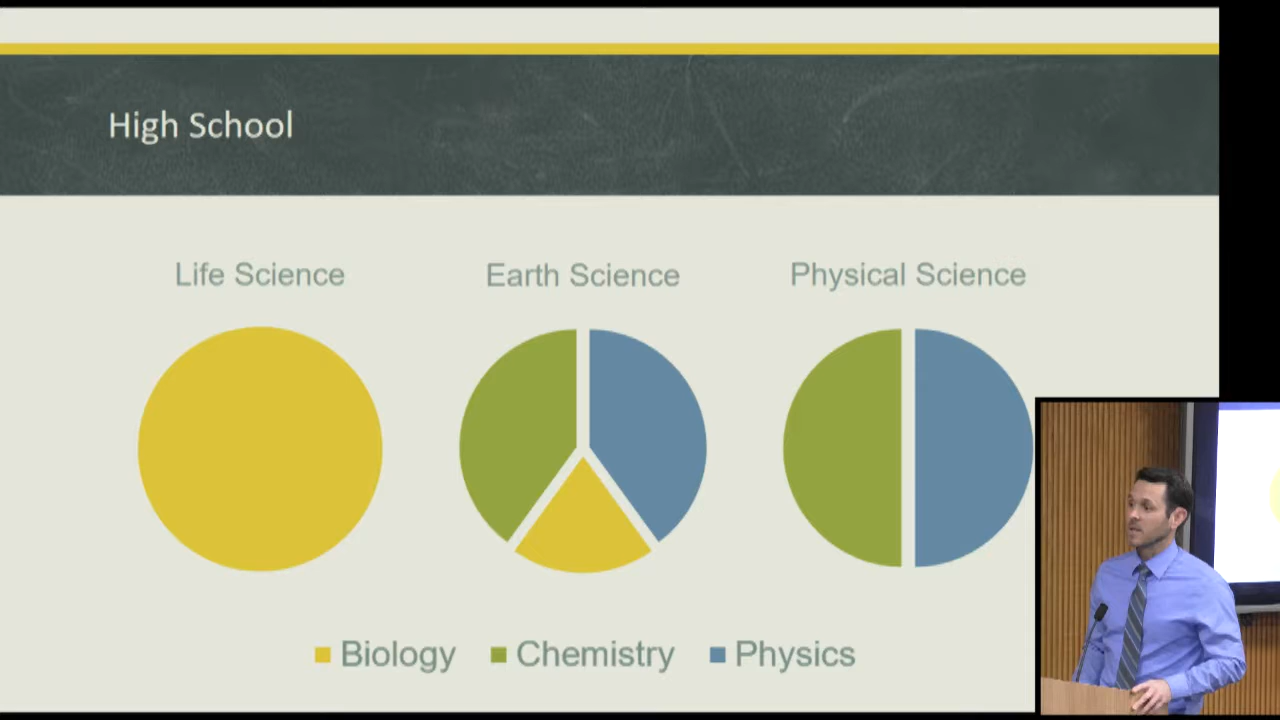 High School
Life Science
Earth Science
Physical Science
Biology
Chemistry
Physics